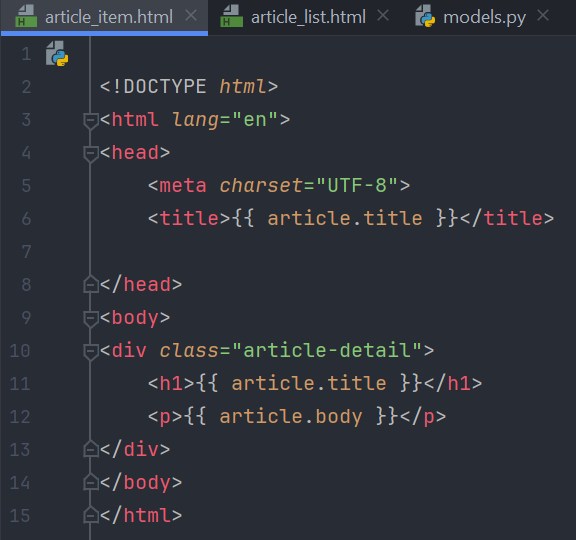 article_item.html article_list.html models.py
1
2 <!DOCTYPE html>
3 <html lang="en">
4 <head>
5     <meta charset="UTF-8">
6     <title>{{ article.title }}</title>
7
8 </head>
9 <body>
10 <div class="article-detail">
11     <h1>{{ article.title }}</h1>
12     <p>{{ article.body }}</p>
13 </div>
14 </body>
15 </html>